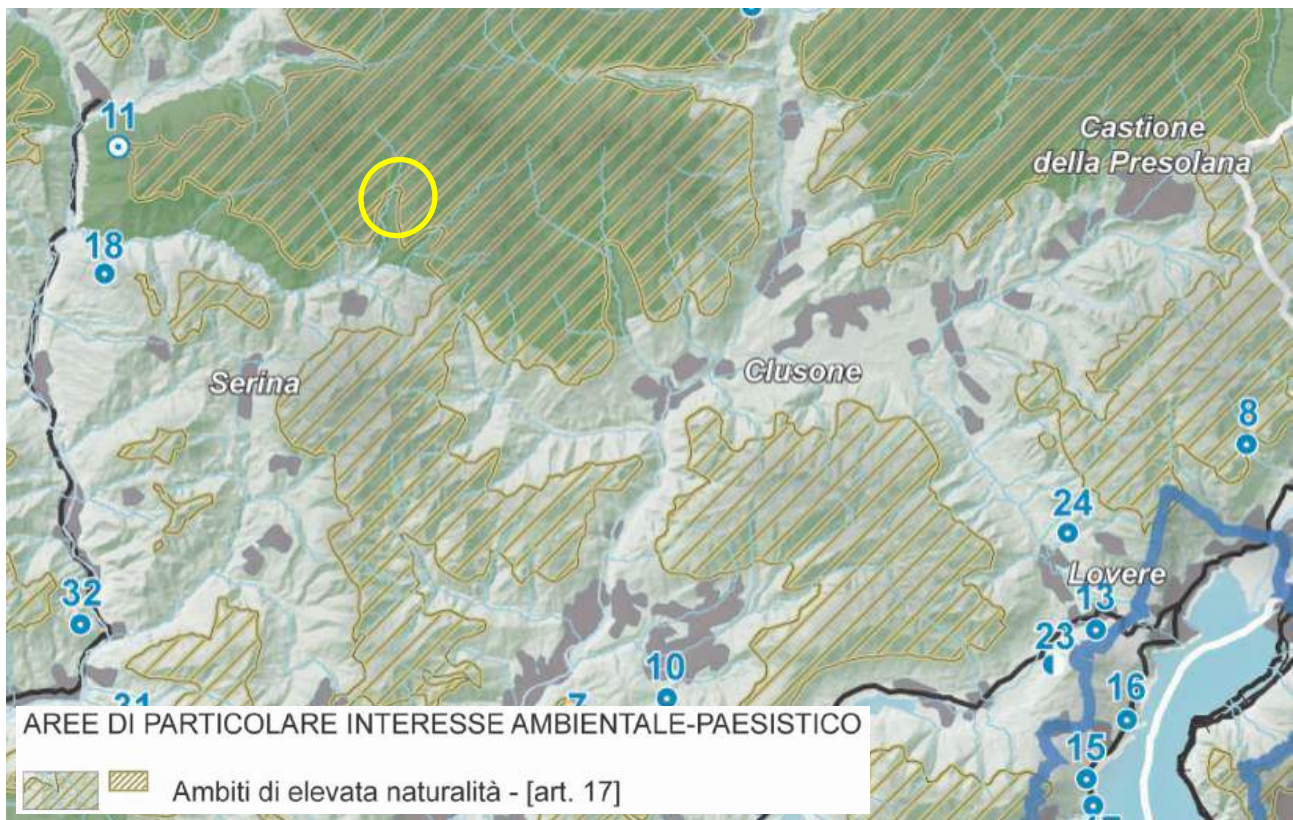 11
Castione
della Presolana
18
Serina
Clusone
8
24
Lovere
32
13
23
10
16
15
AREE DI PARTICOLARE INTERESSE AMBIENTALE-PAESISTICO
Ambiti di elevata naturalità - [art. 17]